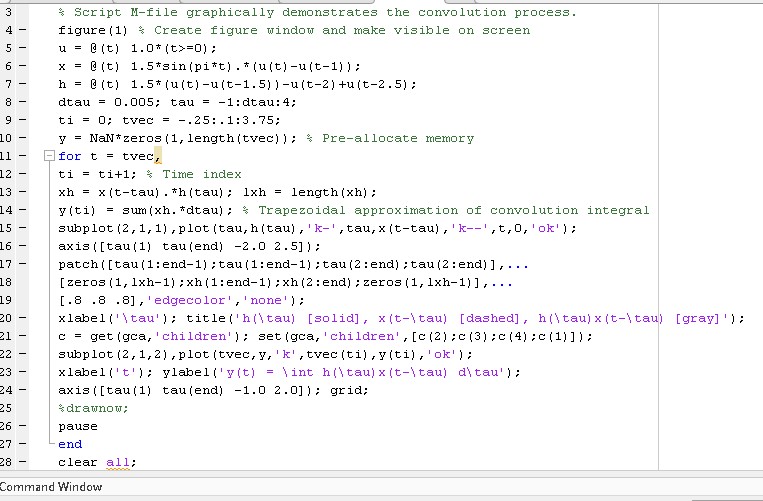 3 % Script M-file graphically demonstrates the convolution process.
4 – figure(1) % Create figure window and make visible on screen
5 – u = @(t) 1.0*(t>=0);
6 – x = @(t) 1.5*sin(pi*t).*(u(t)-u(t-1));
7 – h = @(t) 1.5*(u(t)-u(t-1.5))-u(t-2)+u(t-2.5);
8 – dtau = 0.005; tau = -1:dtau:4;
9 – ti = 0; tvec = -.25:.1:3.75;
10 – y = NaN*zeros(1,length(tvec)); % Pre-allocate memory
11 – for t = tvec,
12 – ti = ti+1; % Time index
13 – xh = x(t-tau).*h(tau); lxh = length(xh);
14 – y(ti) = sum(xh.*dtau); % Trapezoidal approximation of convolution integral
15 – subplot(2,1,1),plot(tau,h(tau),'k-',tau,x(t-tau),'k--',t,0,'ok');
16 – axis([tau(1) tau(end) -2.0 2.5]);
17 – patch([tau(1:end-1);tau(1:end-1);tau(2:end);tau(2:end)],...
18 – [zeros(1,lxh-1);xh(1:end-1);xh(2:end);zeros(1,lxh-1)],...
19 [.8 .8 .8],'edgecolor','none');
20 – xlabel('\tau'); title('h(\tau) [solid], x(t-\tau) [dashed], h(\tau)x(t-\tau) [gray]');
21 – c = get(gca,'children'); set(gca,'children',[c(2);c(3);c(4);c(1)]);
22 – subplot(2,1,2),plot(tvec,y,'k',tvec(ti),y(ti),'ok');
23 – xlabel('t'); ylabel('y(t) = \int h(\tau)x(t-\tau) d\tau');
24 – axis([tau(1) tau(end) -1.0 2.0]); grid;
25 %drawnow;
26 – pause
27 – end
28 – clear all;
Command Window